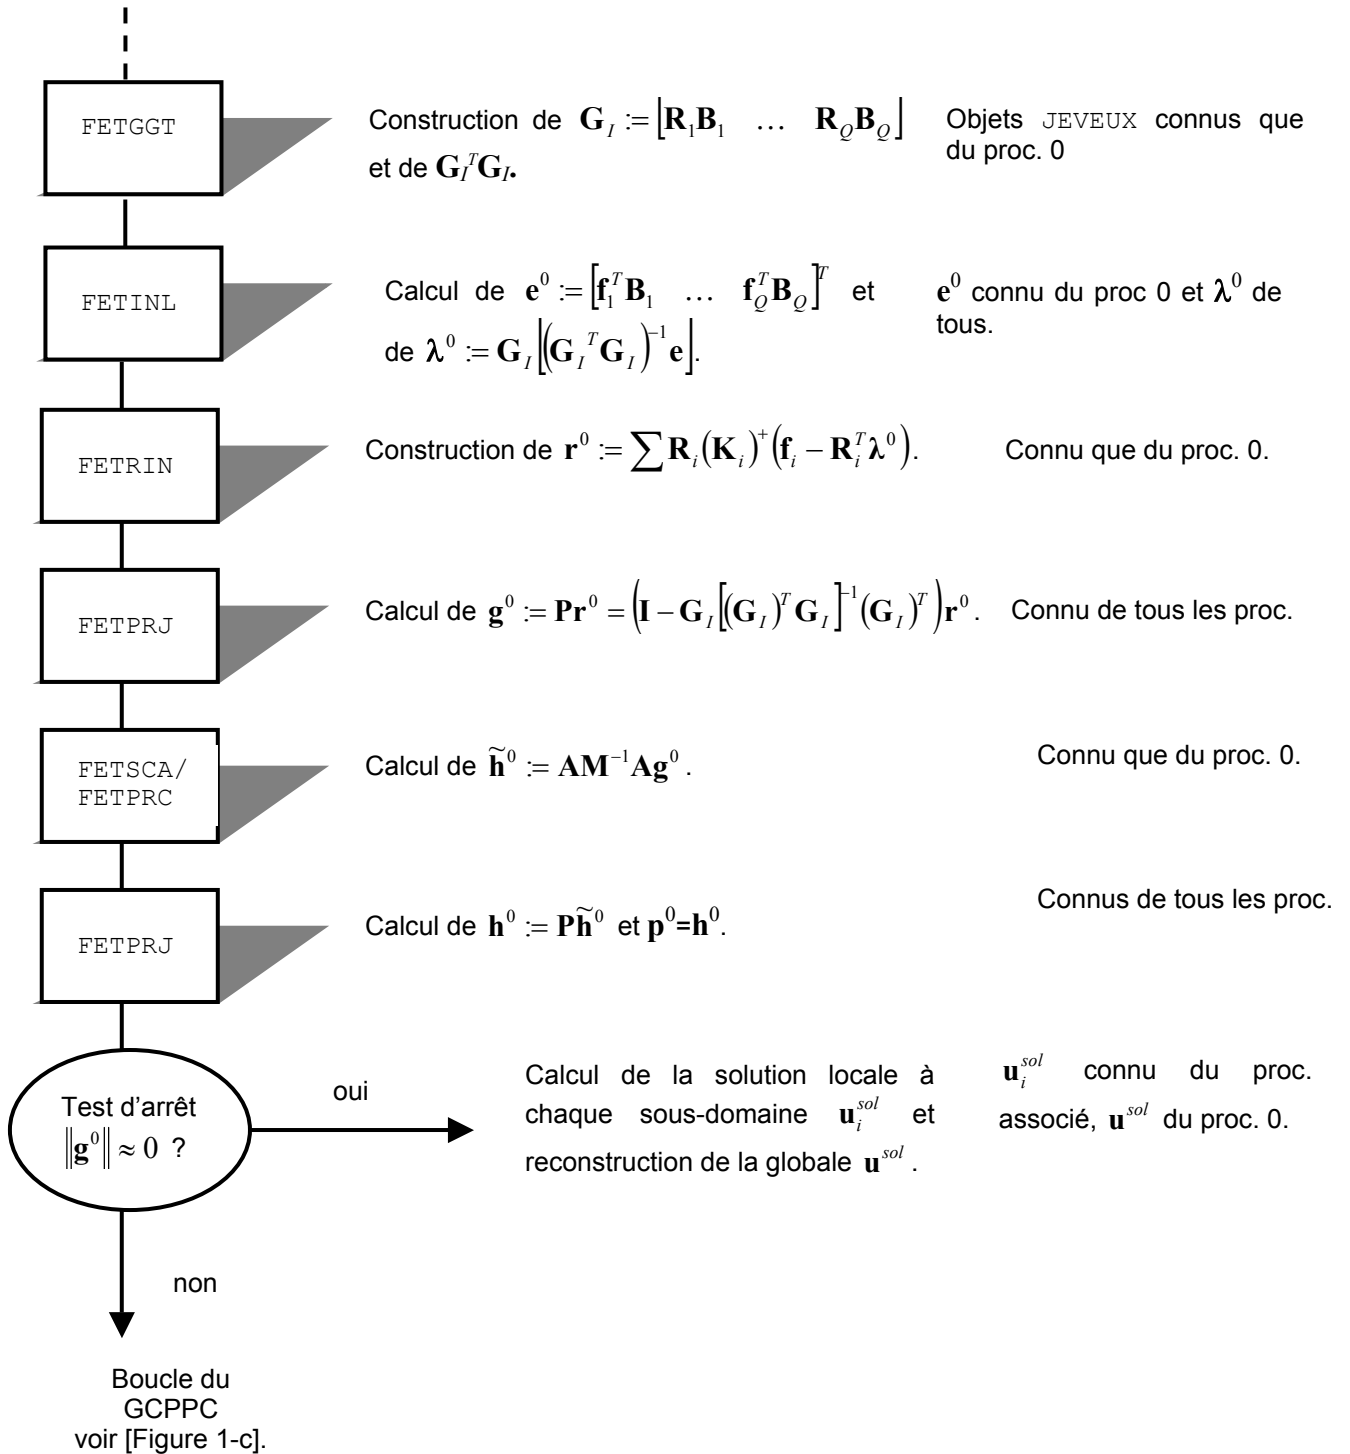 FETGGT
Construction de G_I := [R_1B_1 … R_QB_Q]
et de G_I^TG_I.
Objets JEVEUX connus que
du proc. 0
FETINL
Calcul de e^0 := [f_1^TB_1 … f_Q^TB_Q]^T et
de λ^0 := G_I[(G_I^TG_I)^{-1}e].
e^0 connu du proc 0 et λ^0 de
tous.
FETRIN
Construction de r^0 := ∑R_i(K_i)^+(f_i − R_i^Tλ^0).
Connu que du proc. 0.
FETPRJ
Calcul de g^0 := Pr^0 = (I − G_I[(G_I)^TG_I]^{-1}(G_I)^T)r^0.
Connu de tous les proc.
FETSCA/
FETPRC
Calcul de h̃^0 := AM^{-1}Ag^0.
Connu que du proc. 0.
FETPRJ
Calcul de h^0 := Ph̃^0 et p^0=h^0.
Connus de tous les proc.
Test d’arrêt
‖g^0‖ ≈ 0 ?
oui
Calcul de la solution locale à
chaque sous-domaine u_i^{sol} et
reconstruction de la globale u^{sol}.
u_i^{sol} connu du proc.
associé, u^{sol} du proc. 0.
non
Boucle du
GCPPC
voir [Figure 1-c].